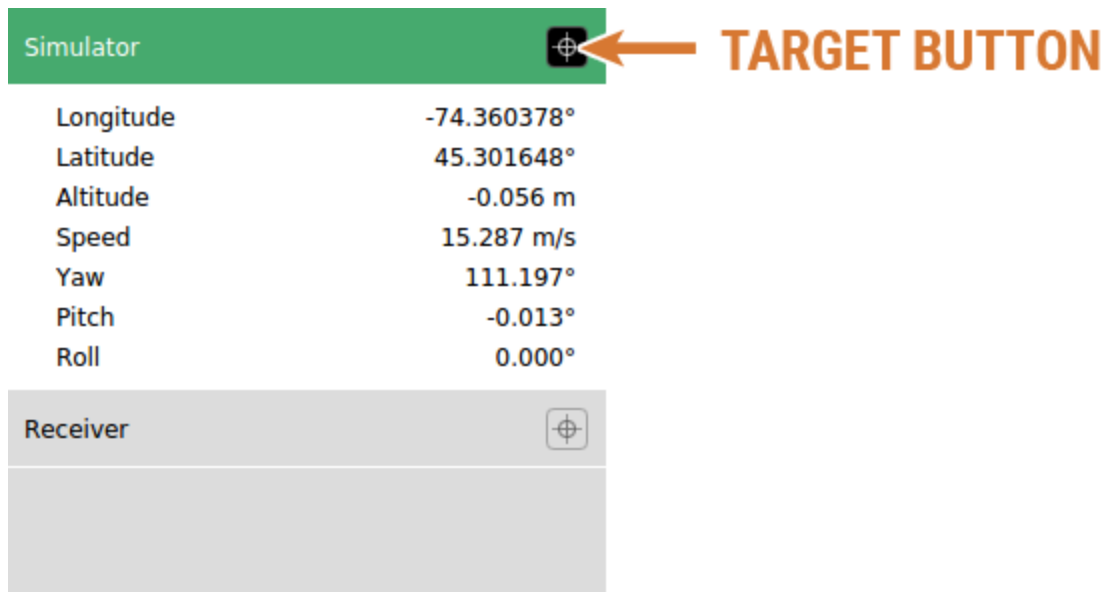 Simulator
TARGET BUTTON
Longitude -74.360378°
Latitude 45.301648°
Altitude -0.056 m
Speed 15.287 m/s
Yaw 111.197°
Pitch -0.013°
Roll 0.000°
Receiver